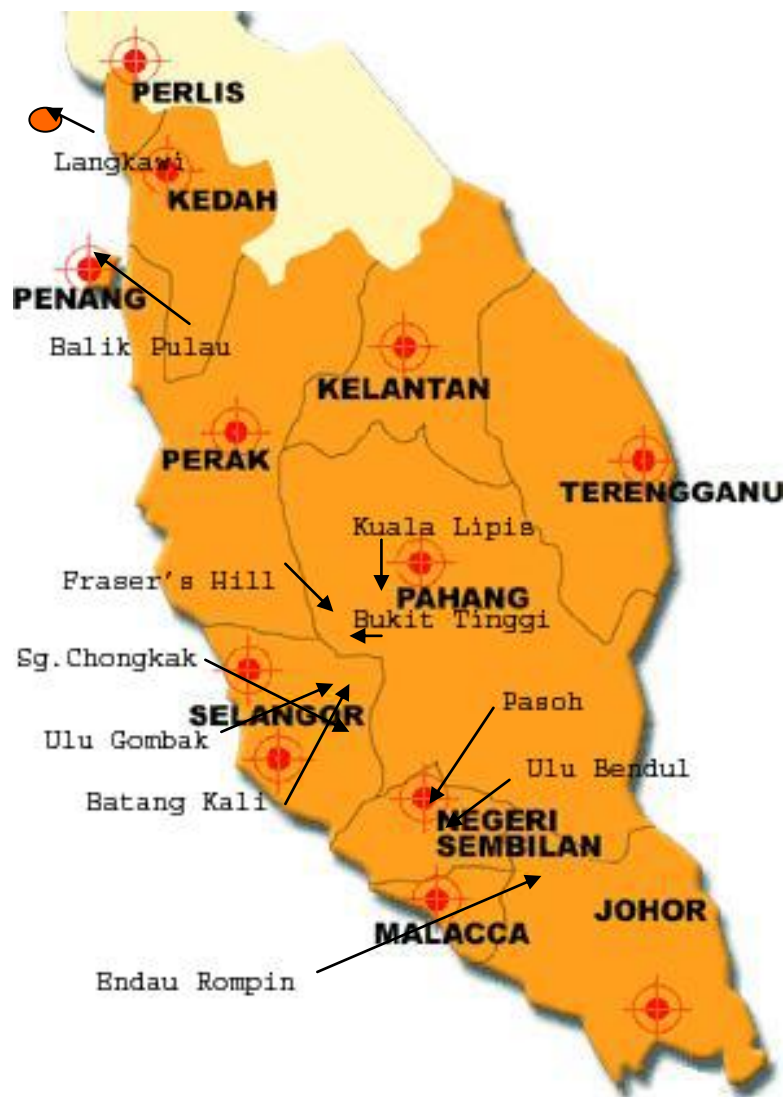 PERLIS
Langkawi
KEDAH
PENANG
Balik Pulau
KELANTAN
PERAK
TERENGGANU
Kuala Lipis
Fraser's Hill
PAHANG
Bukit Tinggi
Sg.Chongkak
SELANGOR
Pasoh
Ulu Gombak
Ulu Bendul
Batang Kali
NEGERI
SEMBILAN
JOHOR
MALACCA
Endau Rompin